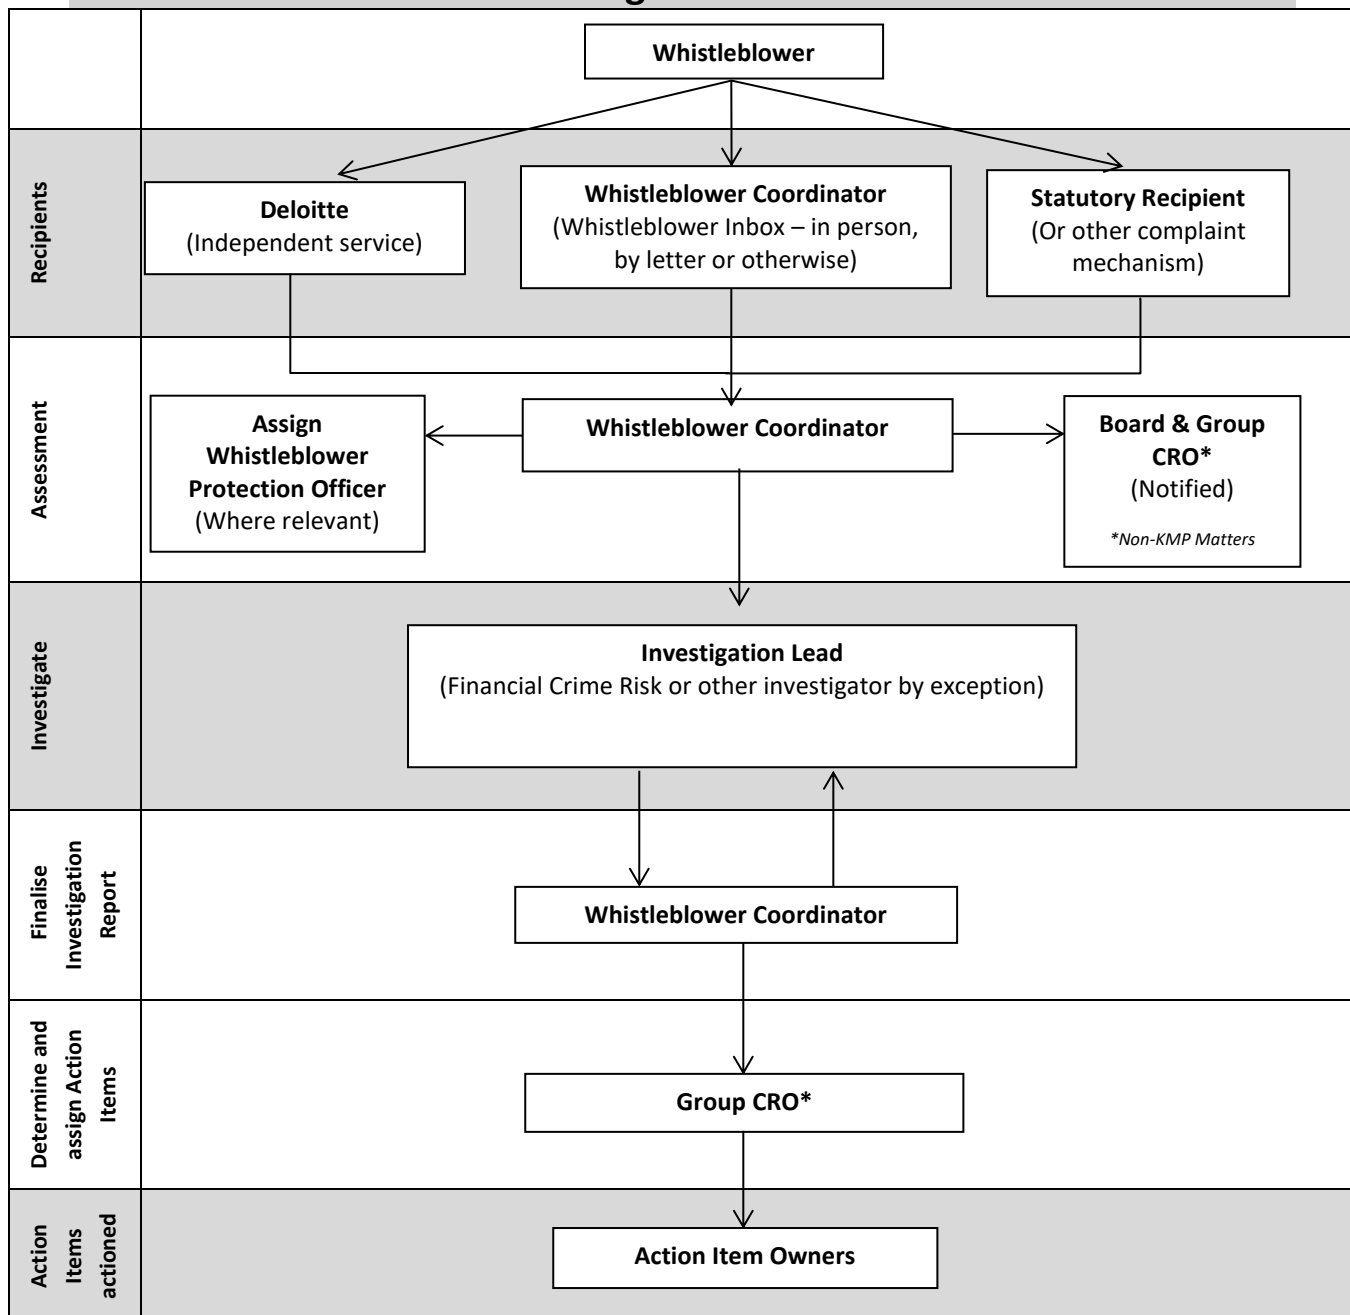 Whistleblower
Recipients
Deloitte
(Independent service)
Whistleblower Coordinator
(Whistleblower Inbox – in person,
by letter or otherwise)
Statutory Recipient
(Or other complaint
mechanism)
Assessment
Assign
Whistleblower
Protection Officer
(Where relevant)
Whistleblower Coordinator
Board & Group
CRO*
(Notified)
*Non-KMP Matters
Investigate
Investigation Lead
(Financial Crime Risk or other investigator by exception)
Finalise
Investigation
Report
Whistleblower Coordinator
Determine and
assign Action
Items
Group CRO*
Action
Items
actioned
Action Item Owners